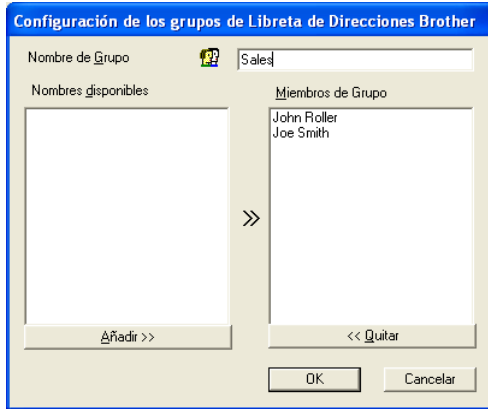 Configuración de los grupos de Libreta de Direcciones Brother
Nombre de Grupo
Sales
Nombres disponibles
Miembros de Grupo
John Roller
Joe Smith
>>
Añadir >>
<< Quitar
OK
Cancelar